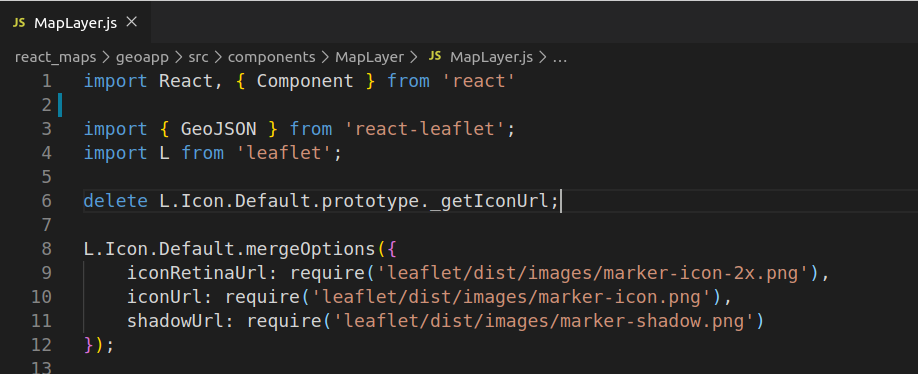 JS MapLayer.js ×
react_maps > geoapp > src > components > MapLayer > JS MapLayer.js > ...
1 import React, { Component } from 'react'
2
3 import { GeoJSON } from 'react-leaflet';
4 import L from 'leaflet';
5
6 delete L.Icon.Default.prototype._getIconUrl;
7
8 L.Icon.Default.mergeOptions({
9     iconRetinaUrl: require('leaflet/dist/images/marker-icon-2x.png'),
10     iconUrl: require('leaflet/dist/images/marker-icon.png'),
11     shadowUrl: require('leaflet/dist/images/marker-shadow.png')
12 });
13